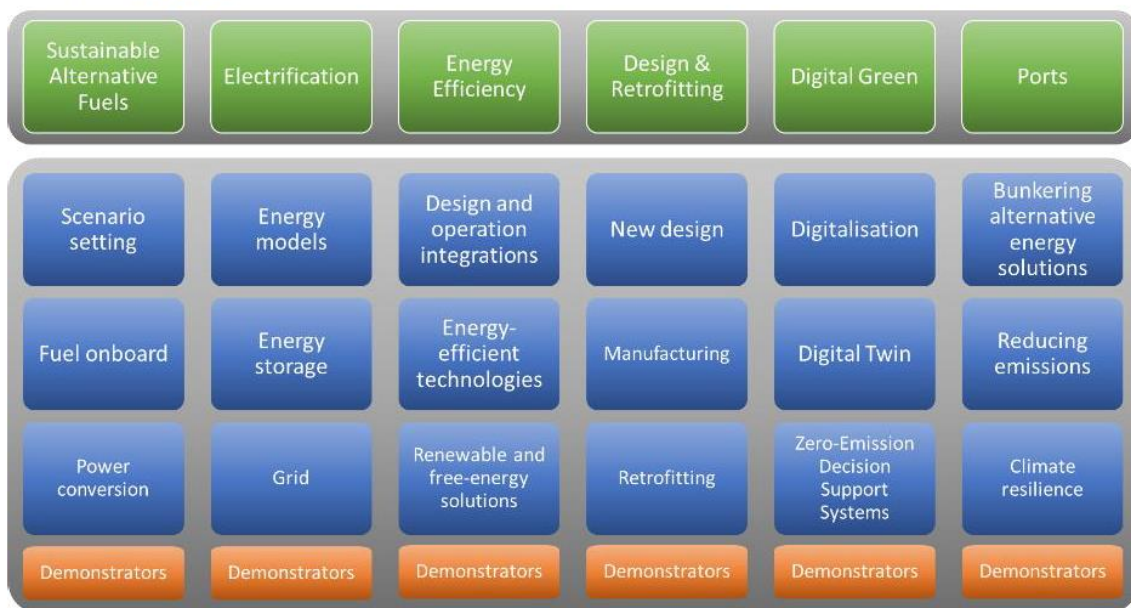 Sustainable
Alternative
Fuels
Electrification
Energy
Efficiency
Design &
Retrofitting
Digital Green
Ports
Scenario
setting
Energy
models
Design and
operation
integrations
New design
Digitalisation
Bunkering
alternative
energy
solutions
Fuel onboard
Energy
storage
Energy-
efficient
technologies
Manufacturing
Digital Twin
Reducing
emissions
Power
conversion
Grid
Renewable and
free-energy
solutions
Retrofitting
Zero-Emission
Decision
Support
Systems
Climate
resilience
Demonstrators
Demonstrators
Demonstrators
Demonstrators
Demonstrators
Demonstrators